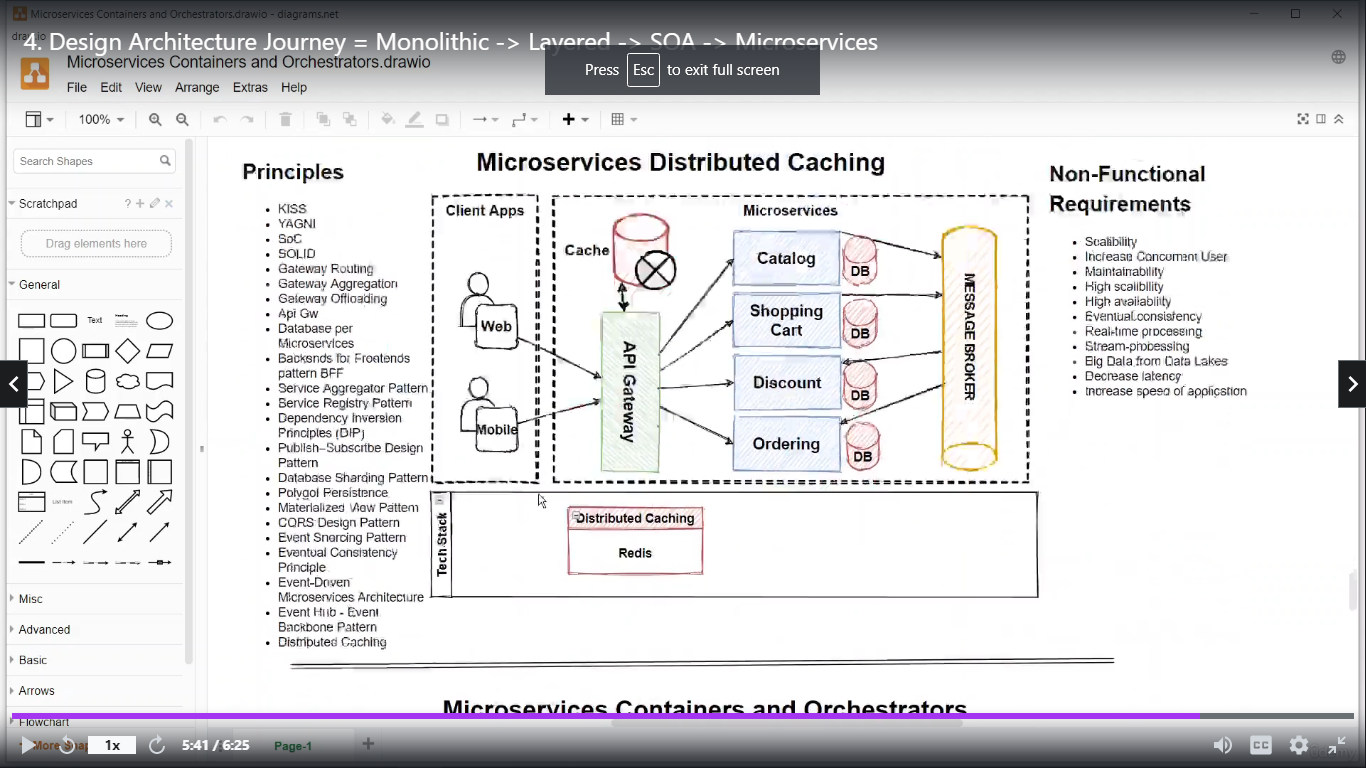 Microservices Containers and Orchestrators.drawio - diagrams.net
4. Design Architecture Journey = Monolithic -> Layered -> SOA -> Microservices
Microservices Containers and Orchestrators.drawio
Press Esc to exit full screen
File Edit View Arrange Extras Help
100%
Search Shapes
Scratchpad
Drag elements here
General
Text
Heading
List Item
Misc
Advanced
Basic
Arrows
Flowchart
Principles
KISS
YAGNI
SoC
SOLID
Gateway Routing
Gateway Aggregation
Gateway Offloading
Api Gw
Database per
Microservices
Backends for Frontends
pattern BFF
Service Aggregator Pattern
Service Registry Pattern
Dependency Inversion
Principles (DIP)
Publish–Subscribe Design
Pattern
Database Sharding Pattern
Polygol Persistence
Materialized View Pattern
CQRS Design Pattern
Event Sourcing Pattern
Eventual Consistency
Principle
Event-Driven
Microservices Architecture
Event Hub - Event
Backbone Pattern
Distributed Caching
Microservices Distributed Caching
Client Apps
Web
Mobile
Microservices
Cache
API Gateway
Catalog
DB
Shopping
Cart
DB
Discount
DB
Ordering
DB
MESSAGE BROKER
Tech Stack
Distributed Caching
Redis
Non-Functional
Requirements
Scalibility
Increase Concurrent User
Maintainability
High scalibility
High availability
Eventual consistency
Real-time processing
Stream-processing
Big Data from Data Lakes
Decrease latency
Increase speed of application
Microservices Containers and Orchestrators
1x
5:41 / 6:25
Page-1
CC